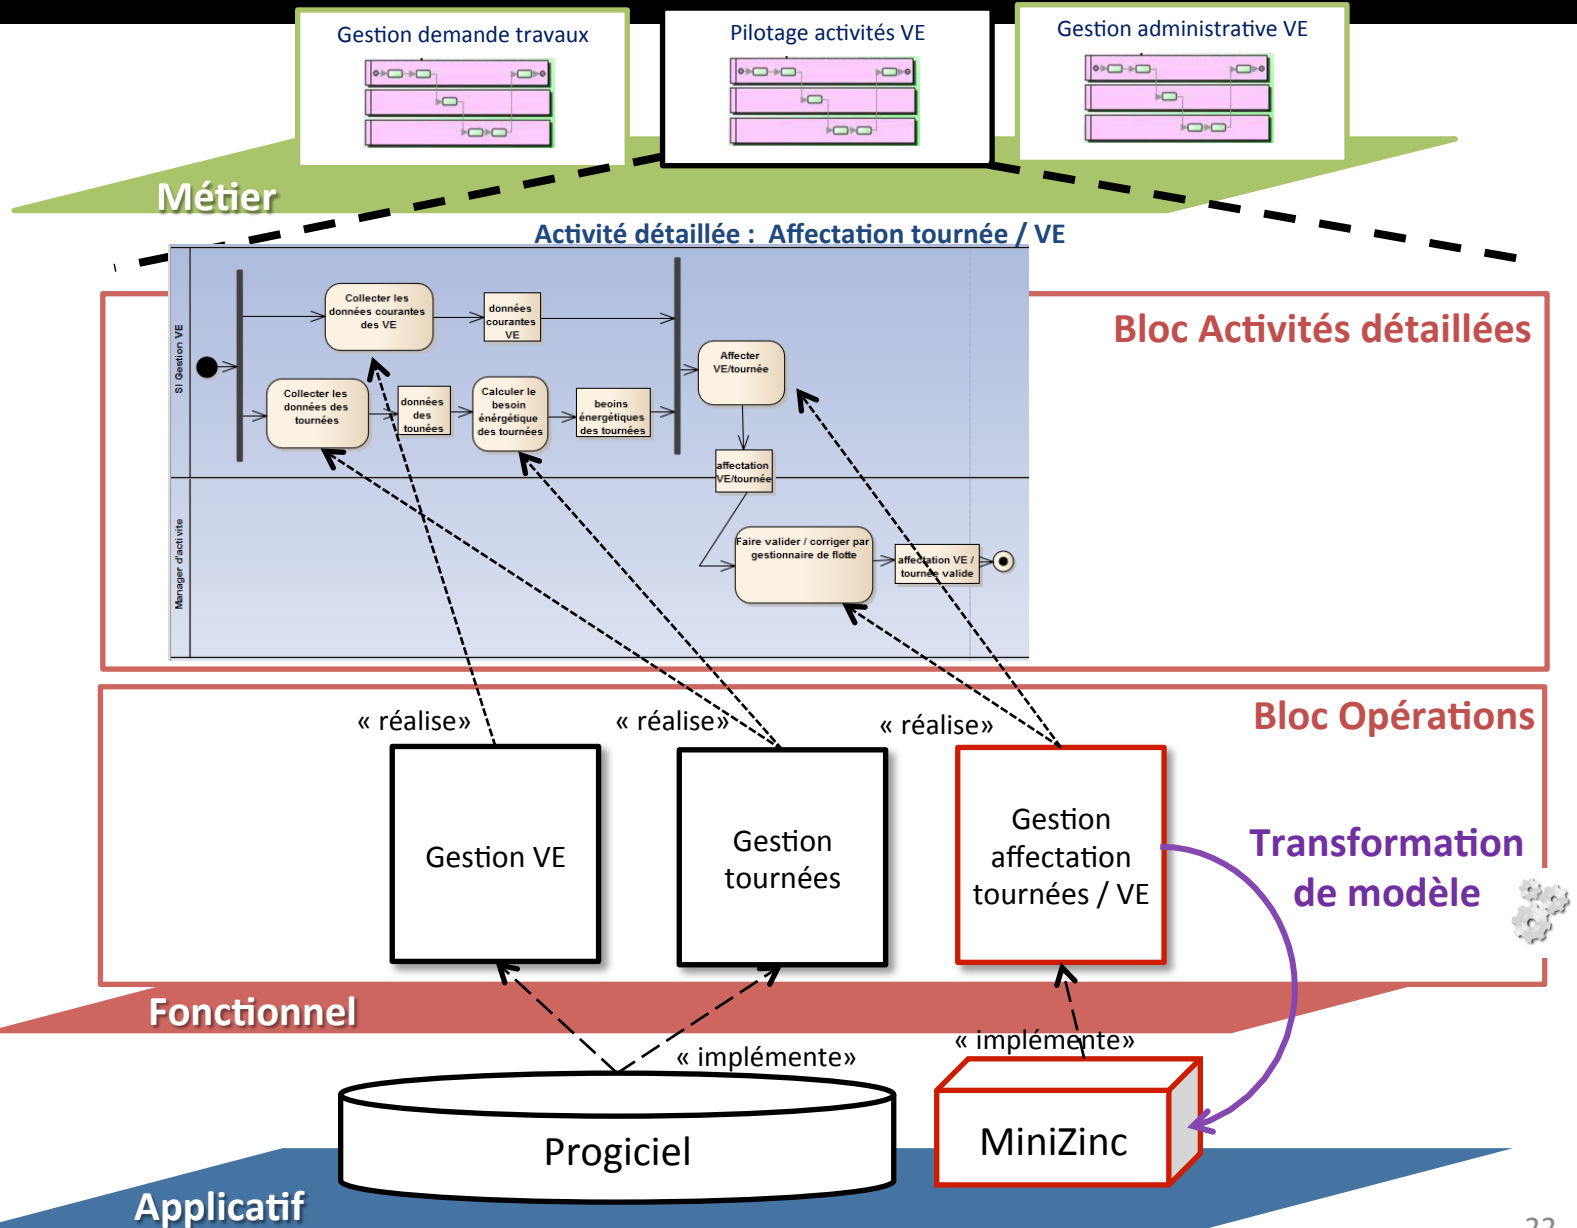 Gestion demande travaux
Pilotage activités VE
Gestion administrative VE
Métier
Activité détaillée : Affectation tournée / VE
Bloc Activités détaillées
SI Gestion VE
Collecter les
données courantes
des VE
données
courantes
VE
Collecter les
données des
tournées
données
des
tounées
Calculer le
besoin
énérgétique
des tournées
beoins
énergétiques
des tournées
Affecter
VE/tournée
affectation
VE/tournée
Manager d'acti vite
Faire valider / corriger par
gestionnaire de flotte
affectation VE /
tournée valide
Bloc Opérations
« réalise»
« réalise»
« réalise»
Gestion VE
Gestion
tournées
Gestion
affectation
tournées / VE
Transformation
de modèle
Fonctionnel
« implémente»
« implémente»
Progiciel
MiniZinc
Applicatif
22